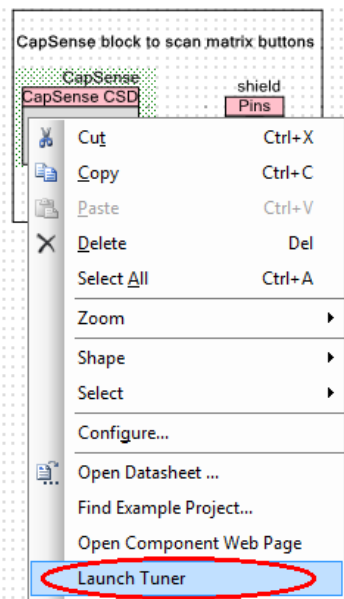 CapSense block to scan matrix buttons
CapSense
CapSense CSD
shield
Pins
Cut Ctrl+X
Copy Ctrl+C
Paste Ctrl+V
Delete Del
Select All Ctrl+A
Zoom
Shape
Select
Configure...
Open Datasheet ...
Find Example Project...
Open Component Web Page
Launch Tuner